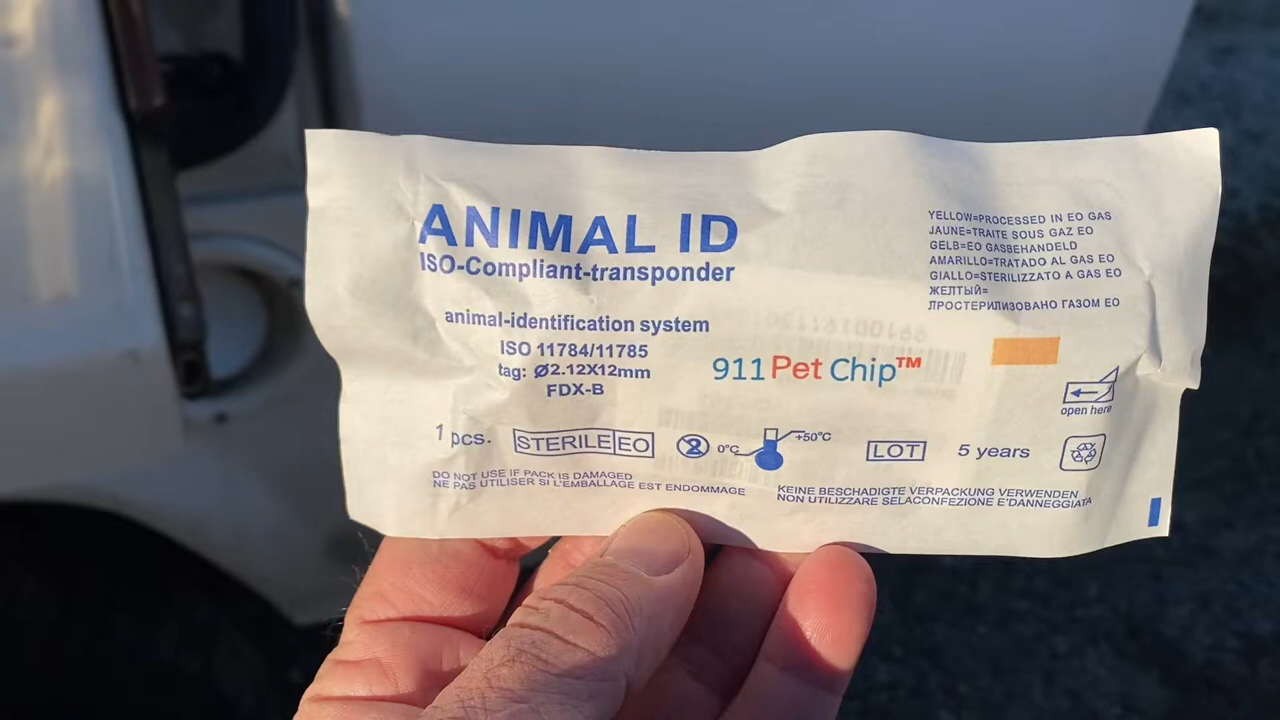 ANIMAL ID
ISO-Compliant-transponder
animal-identification system
ISO 11784/11785
tag: Ø2.12X12mm
FDX-B
911 Pet Chip™
YELLOW=PROCESSED IN EO GAS
JAUNE=TRAITE SOUS GAZ EO
GELB=EO GASBEHANDELD
AMARILLO=TRATADO AL GAS EO
GIALLO=STERILIZZATO A GAS EO
ЖЕЛТЫЙ=
ЛРОСТЕРИЛИЗОВАНО ГАЗОМ ЕО
open here
1 pcs.
STERILE EO
2
0°C
+50°C
LOT
5 years
DO NOT USE IF PACK IS DAMAGED
NE PAS UTILISER SI L'EMBALLAGE EST ENDOMMAGE
KEINE BESCHADIGTE VERPACKUNG VERWENDEN
NON UTILIZZARE SELACONFEZIONE E'DANNEGGIATA